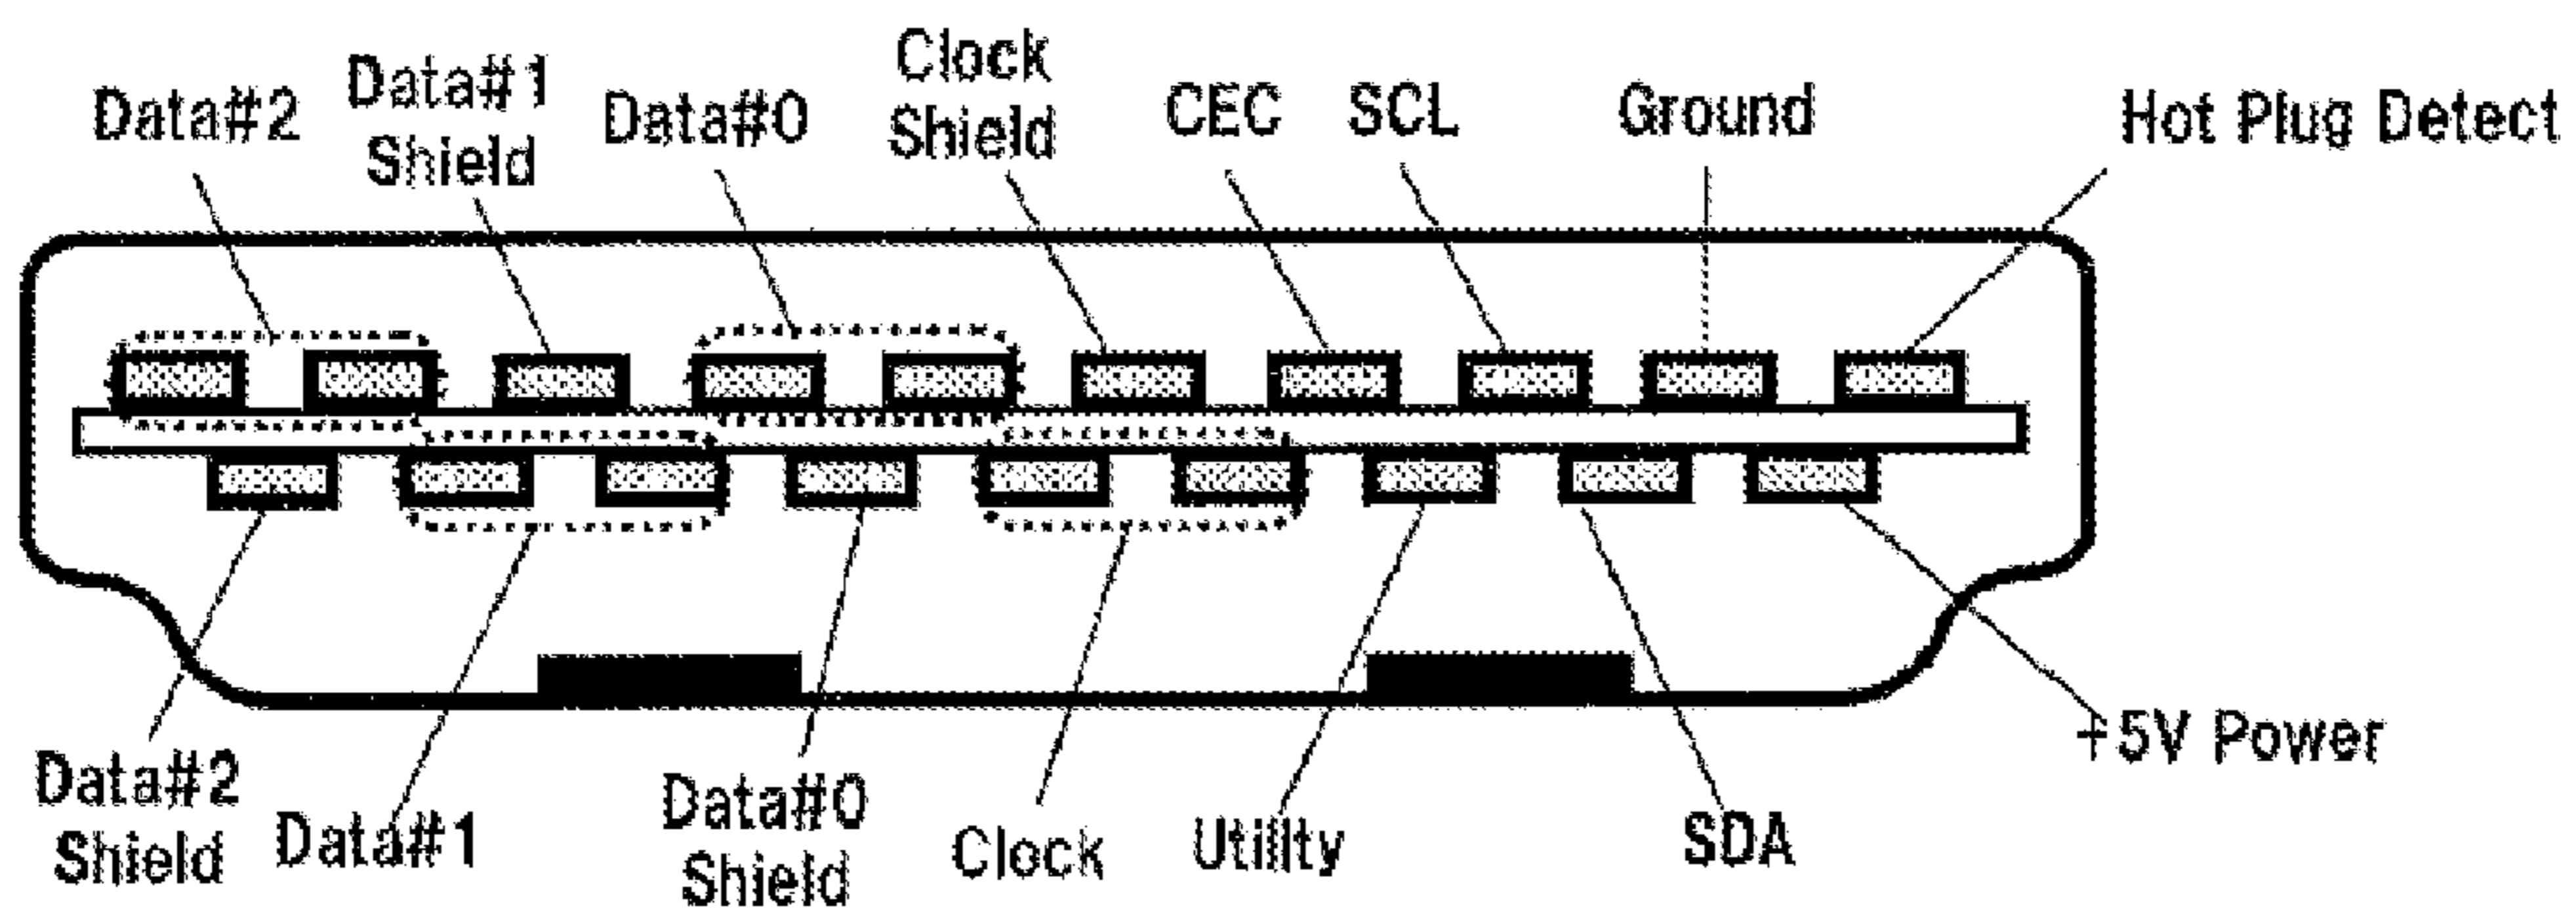 Data#2
Data#1
Shield
Data#0
Clock
Shield
CEC
SCL
Ground
Hot Plug Detect
Data#2
Shield
Data#1
Data#0
Shield
Clock
Utility
SDA
+5V Power